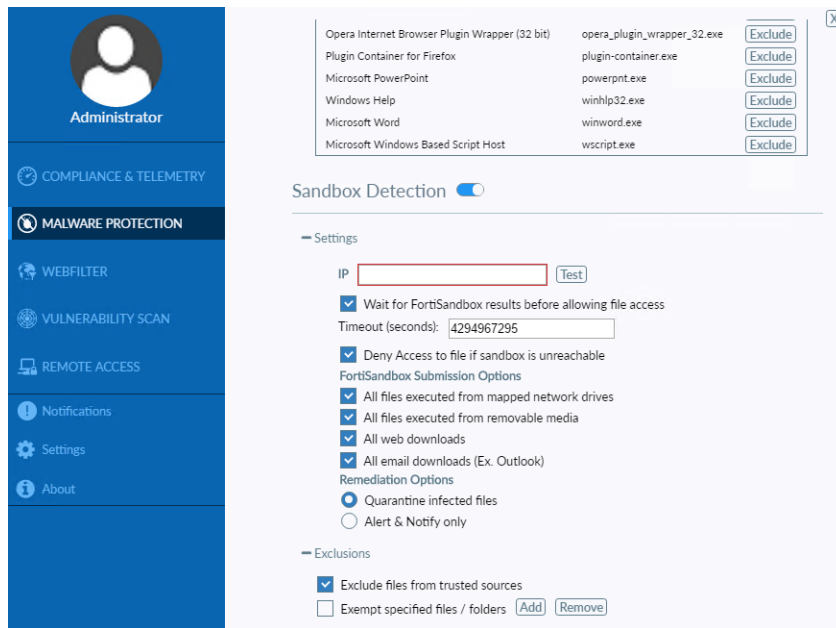 X
Opera Internet Browser Plugin Wrapper (32 bit) opera_plugin_wrapper_32.exe Exclude
Plugin Container for Firefox plugin-container.exe Exclude
Microsoft PowerPoint powerpnt.exe Exclude
Windows Help winhlp32.exe Exclude
Microsoft Word winword.exe Exclude
Microsoft Windows Based Script Host wscript.exe Exclude
Administrator
COMPLIANCE & TELEMETRY
MALWARE PROTECTION
WEBFILTER
VULNERABILITY SCAN
REMOTE ACCESS
Notifications
Settings
About
Sandbox Detection
Settings
IP Test
Wait for FortiSandbox results before allowing file access
Timeout (seconds): 4294967295
Deny Access to file if sandbox is unreachable
FortiSandbox Submission Options
All files executed from mapped network drives
All files executed from removable media
All web downloads
All email downloads (Ex. Outlook)
Remediation Options
Quarantine infected files
Alert & Notify only
Exclusions
Exclude files from trusted sources
Exempt specified files / folders Add Remove